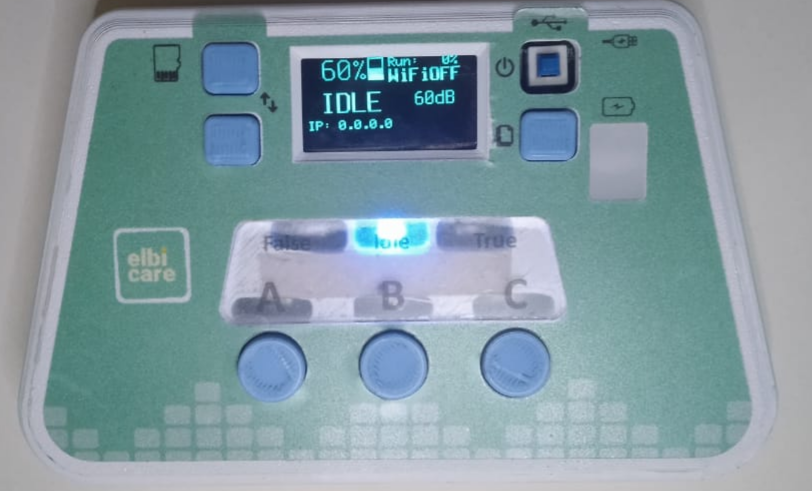 60% Run: 0%
WiFiOFF
IDLE 60dB
IP: 0.0.0.0
elbi
care
False Idle True
A B C